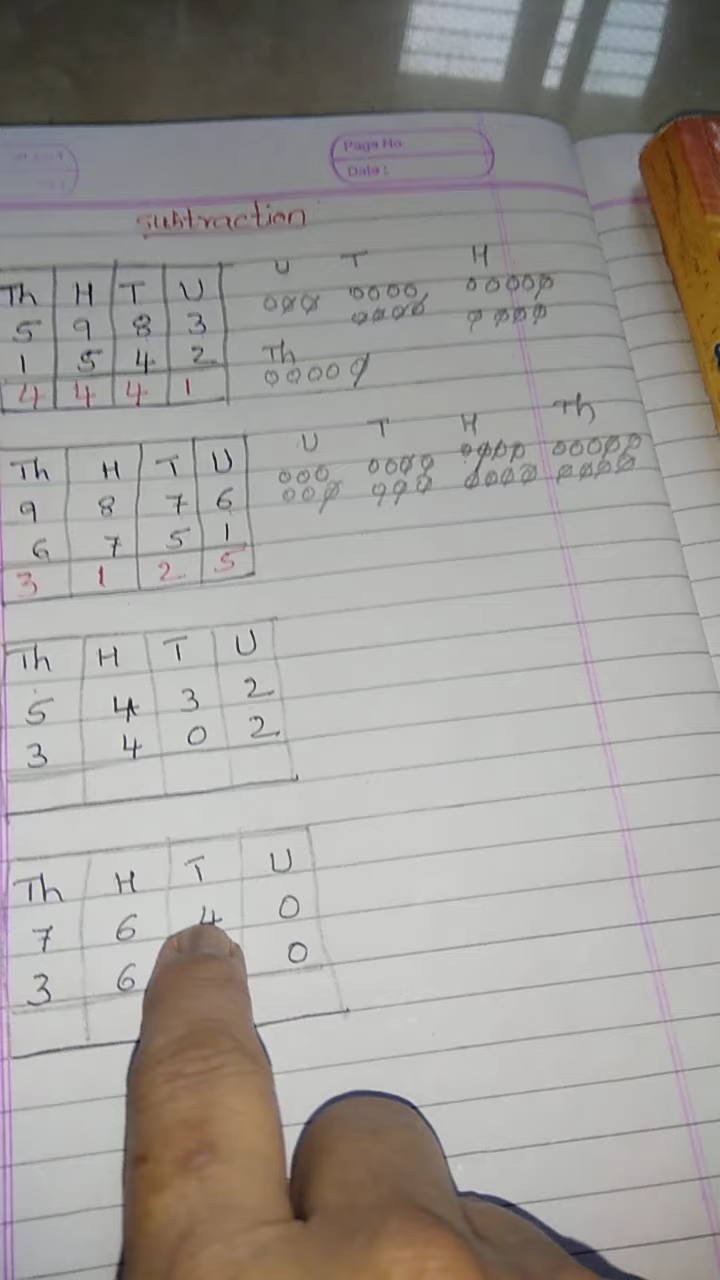 Page No
Date:
subtraction
Th H T U
5 9 8 3
1 5 4 2
4 4 4 1
U T H
Th
Th H T U
9 8 7 6
6 7 5 1
3 1 2 5
U T H Th
Th H T U
5 4 3 2
3 4 0 2
Th H T U
7 6 4 0
3 6 0